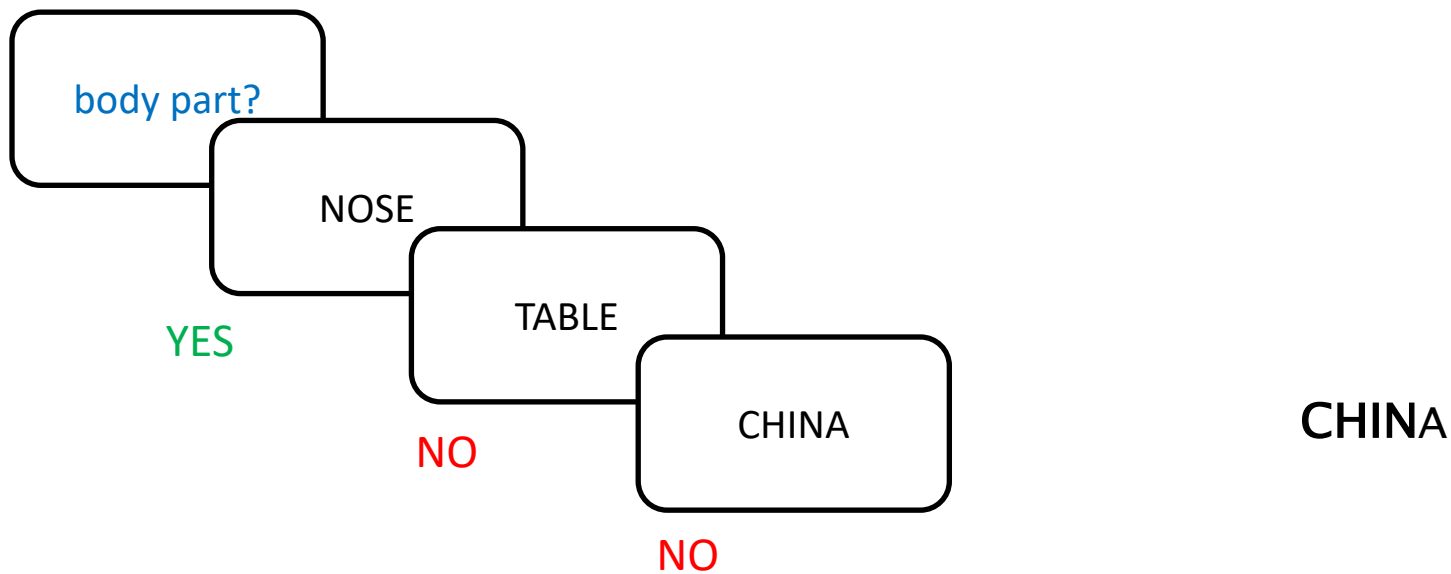 body part?
NOSE
YES
TABLE
NO
CHINA
CHINA
NO